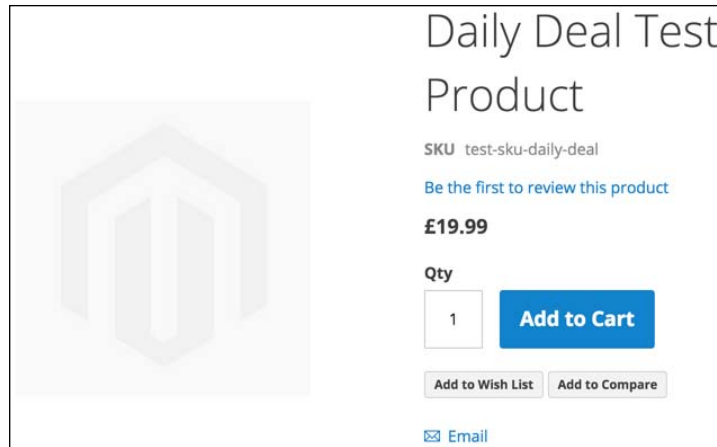 Daily Deal Test
Product
SKU test-sku-daily-deal
Be the first to review this product
£19.99
Qty
1
Add to Cart
Add to Wish List
Add to Compare
Email